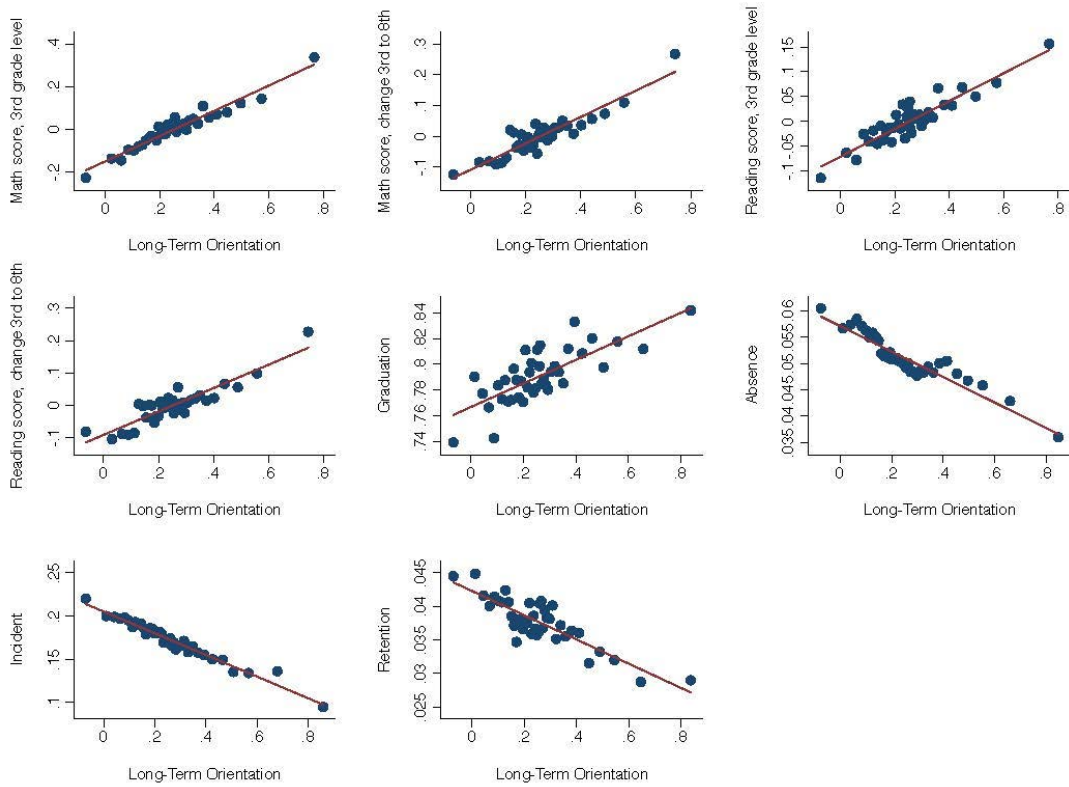 Math score, 3rd grade level
-.2 0 .2 .4
0 .2 .4 .6 .8
Long-Term Orientation
Math score, change 3rd to 8th
-.1 0 .1 .2 .3
0 .2 .4 .6 .8
Long-Term Orientation
Reading score, 3rd grade level
-.1 -.05 0 .05 .1 .15
0 .2 .4 .6 .8
Long-Term Orientation
Reading score, change 3rd to 8th
-.1 0 .1 .2 .3
0 .2 .4 .6 .8
Long-Term Orientation
Graduation
.74 .76 .78 .8 .82 .84
0 .2 .4 .6 .8
Long-Term Orientation
Absence
.035 .04 .045 .05 .055 .06
0 .2 .4 .6 .8
Long-Term Orientation
Incident
.1 .15 .2 .25
0 .2 .4 .6 .8
Long-Term Orientation
Retention
.025 .03 .035 .04 .045
0 .2 .4 .6 .8
Long-Term Orientation